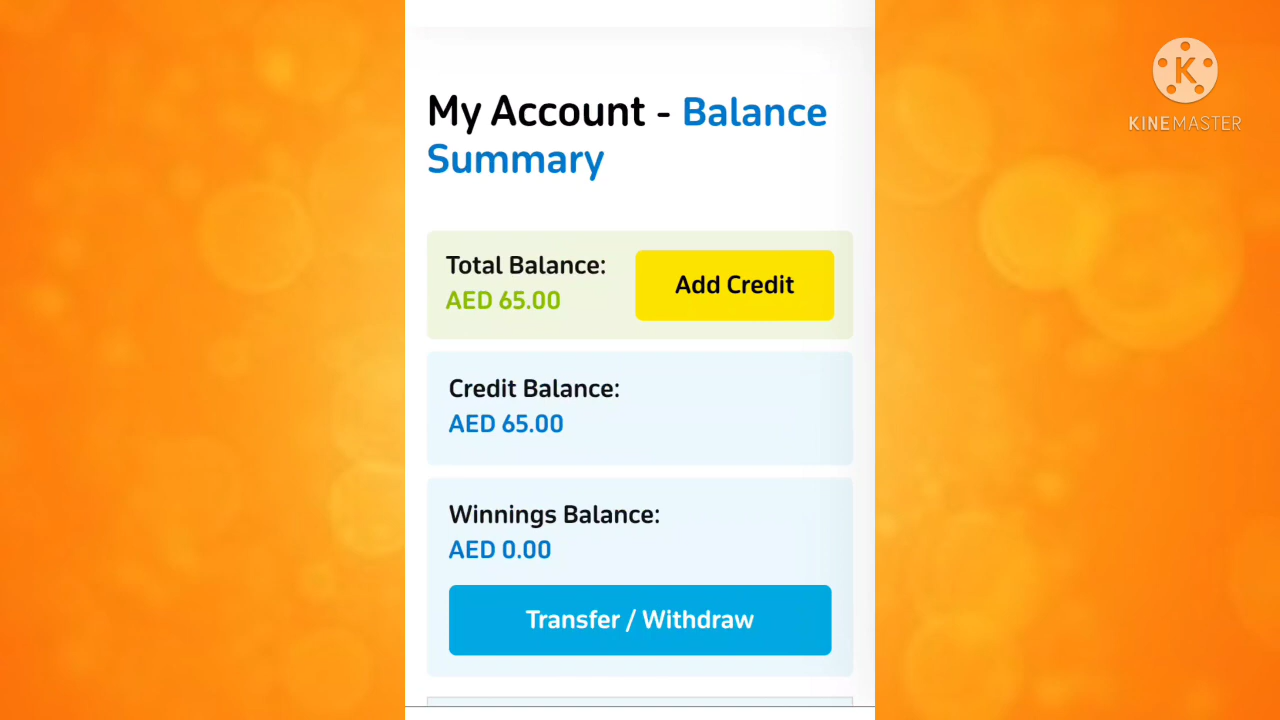 My Account - Balance
Summary
Total Balance:
AED 65.00
Add Credit
Credit Balance:
AED 65.00
Winnings Balance:
AED 0.00
Transfer / Withdraw
K
KINEMASTER